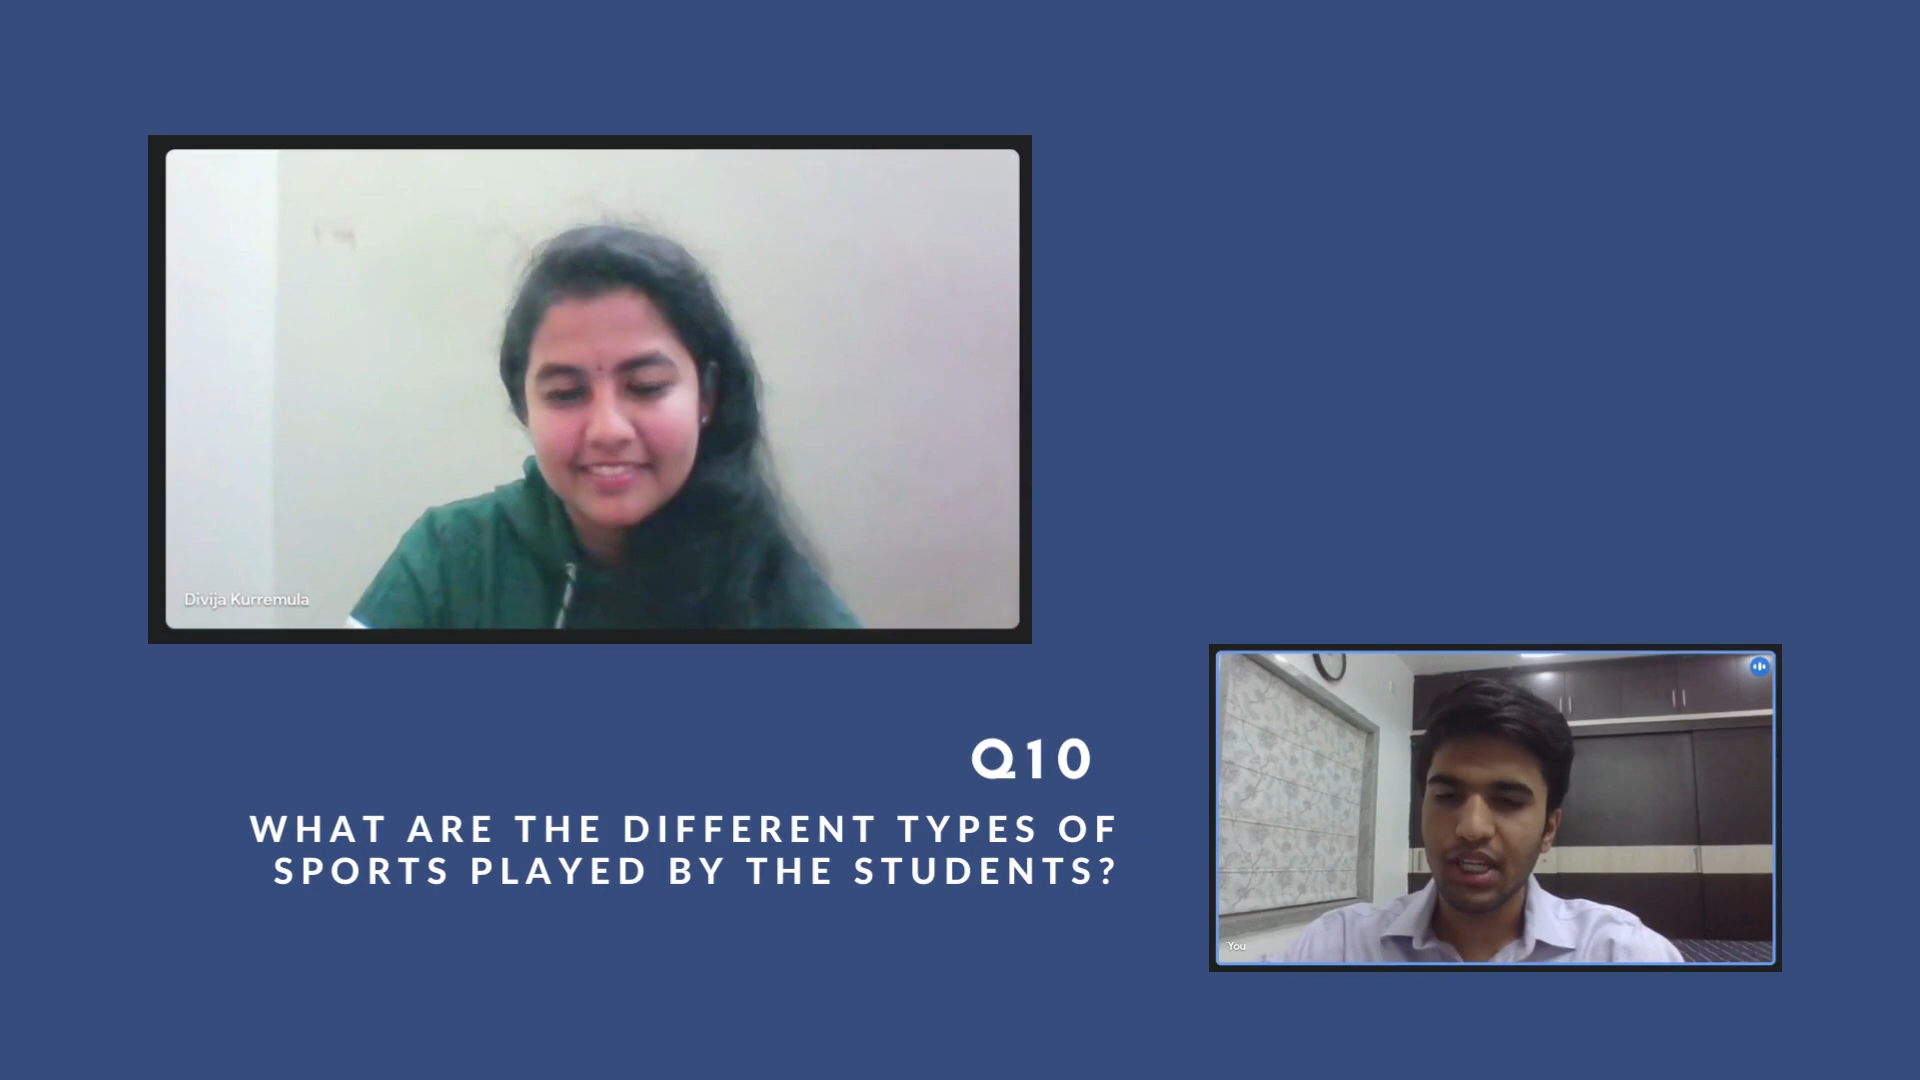 Divija Kurremula
You
Q10
WHAT ARE THE DIFFERENT TYPES OF
SPORTS PLAYED BY THE STUDENTS?